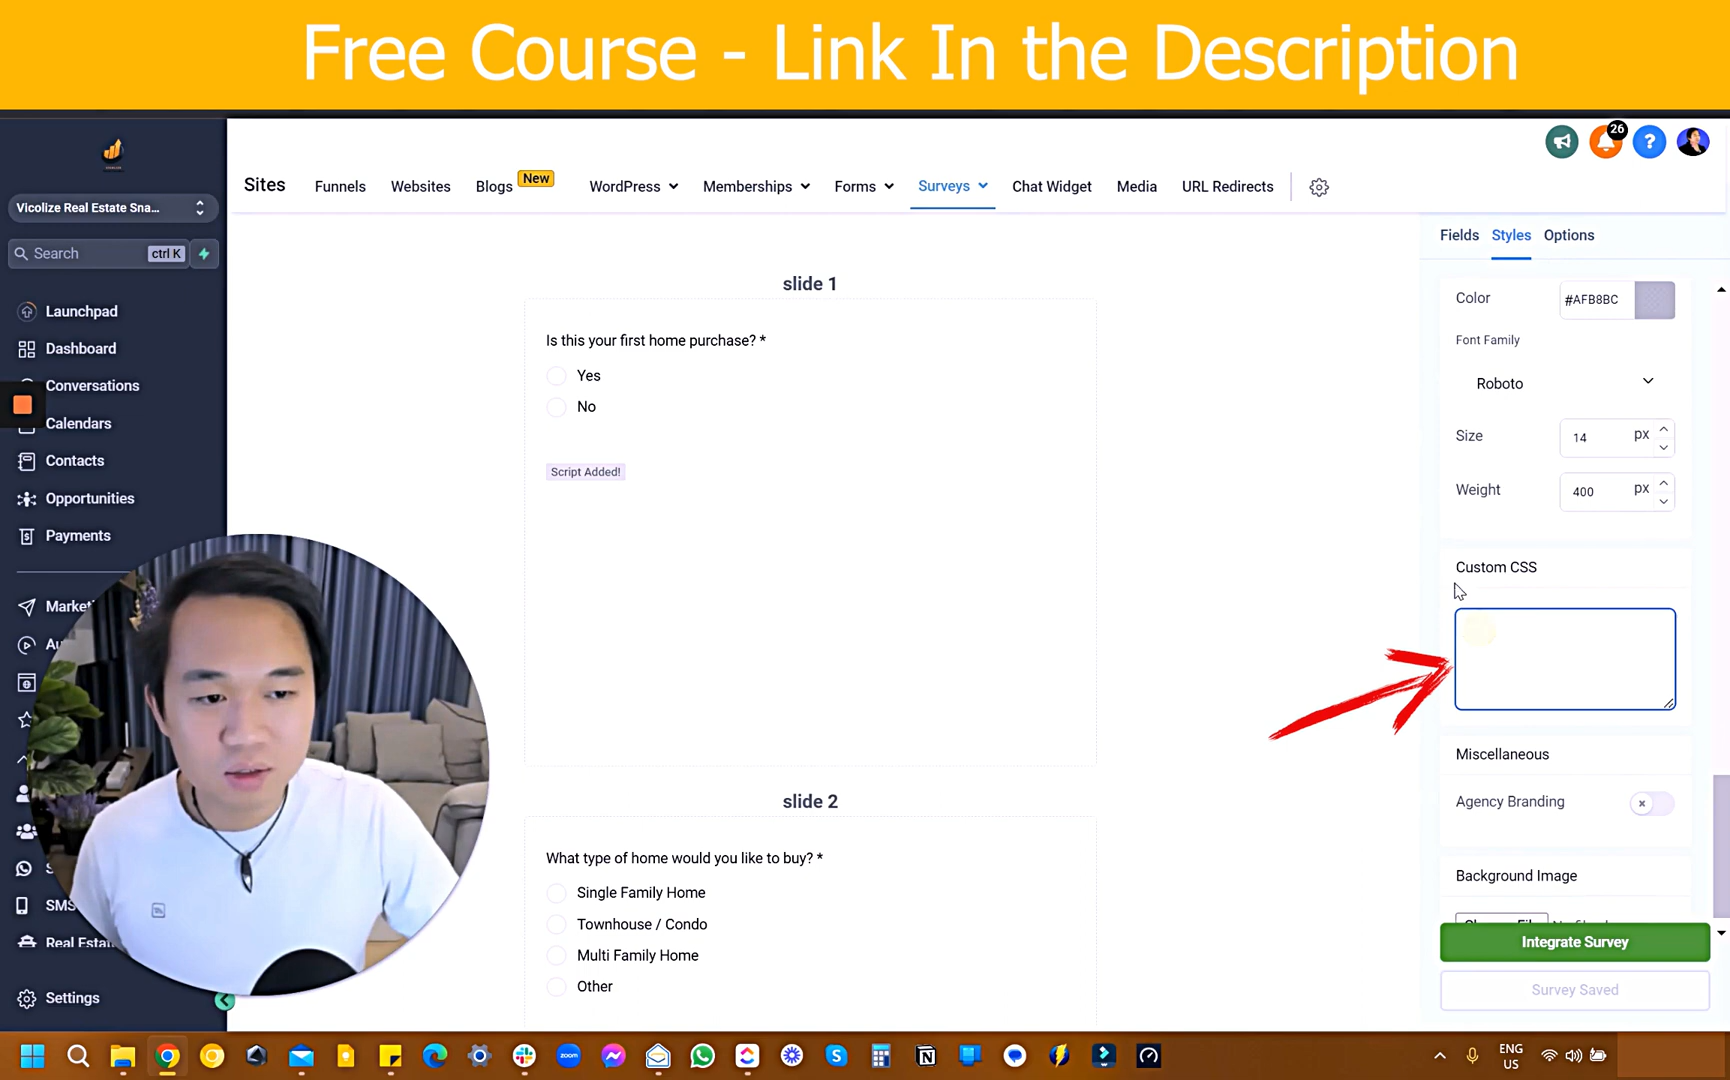 Free Course - Link In the Description
26
Vicolize Real Estate Sna...
Search
ctrl K
Launchpad
Dashboard
Conversations
Calendars
Contacts
Opportunities
Payments
Market
Au
SMS
Real Esta
Settings
Sites
Funnels
Websites
Blogs
New
WordPress
Memberships
Forms
Surveys
Chat Widget
Media
URL Redirects
slide 1
Is this your first home purchase? *
Yes
No
Script Added!
slide 2
What type of home would you like to buy? *
Single Family Home
Townhouse / Condo
Multi Family Home
Other
Fields
Styles
Options
Color
#AFB8BC
Font Family
Roboto
Size
14
px
Weight
400
px
Custom CSS
Miscellaneous
Agency Branding
Background Image
Integrate Survey
Survey Saved
zoom
ENG
US